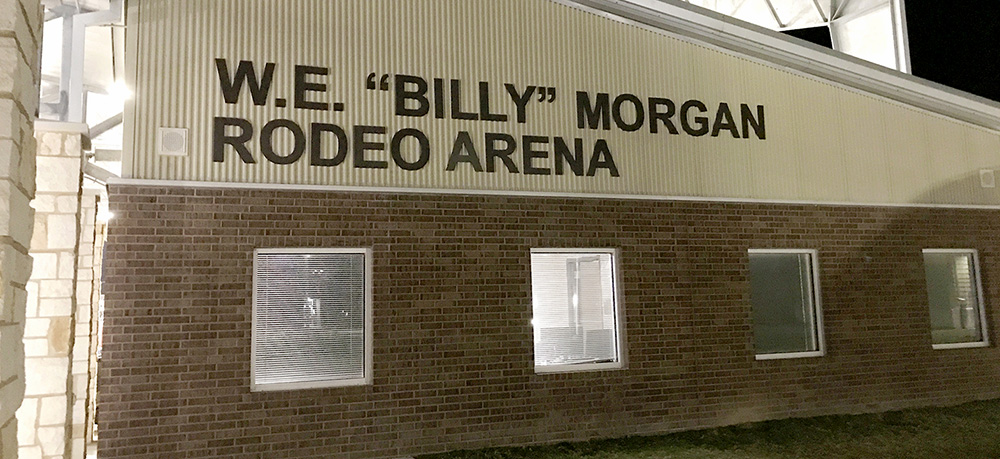 W.E. “BILLY” MORGAN
RODEO ARENA